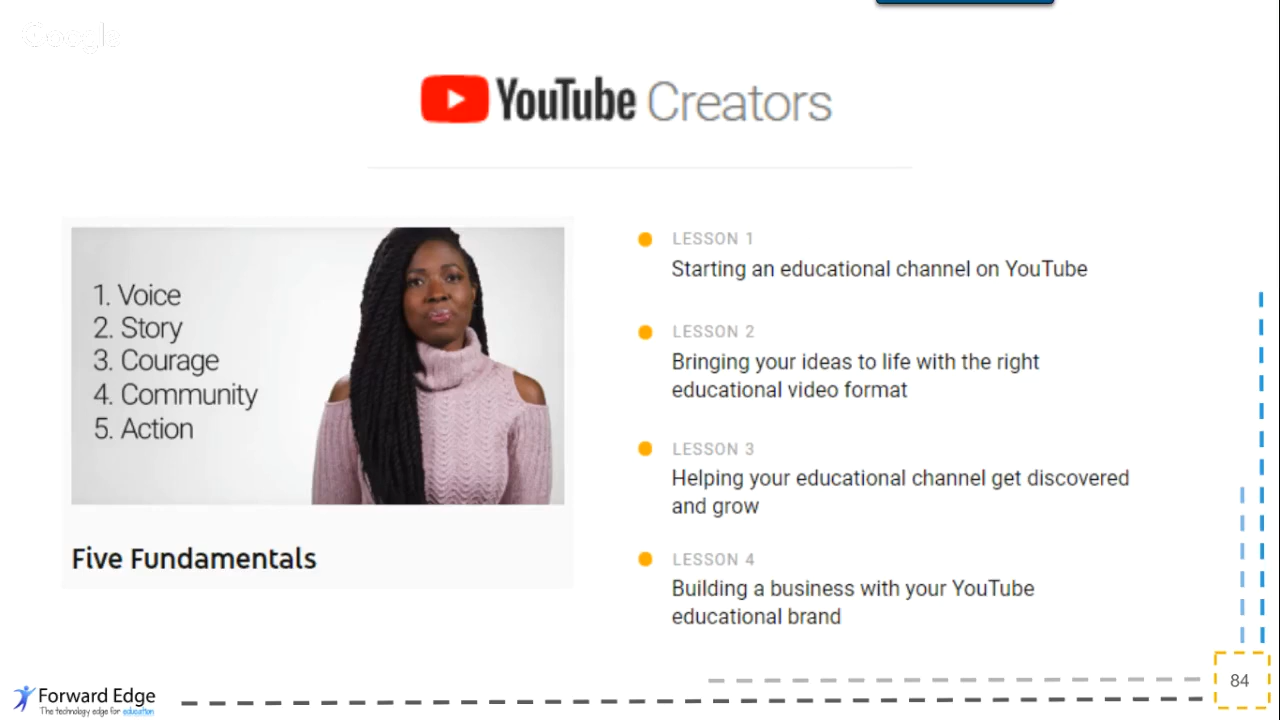 Google
YouTube Creators
1. Voice
2. Story
3. Courage
4. Community
5. Action
Five Fundamentals
LESSON 1
Starting an educational channel on YouTube
LESSON 2
Bringing your ideas to life with the right
educational video format
LESSON 3
Helping your educational channel get discovered
and grow
LESSON 4
Building a business with your YouTube
educational brand
Forward Edge
The technology edge for education
84